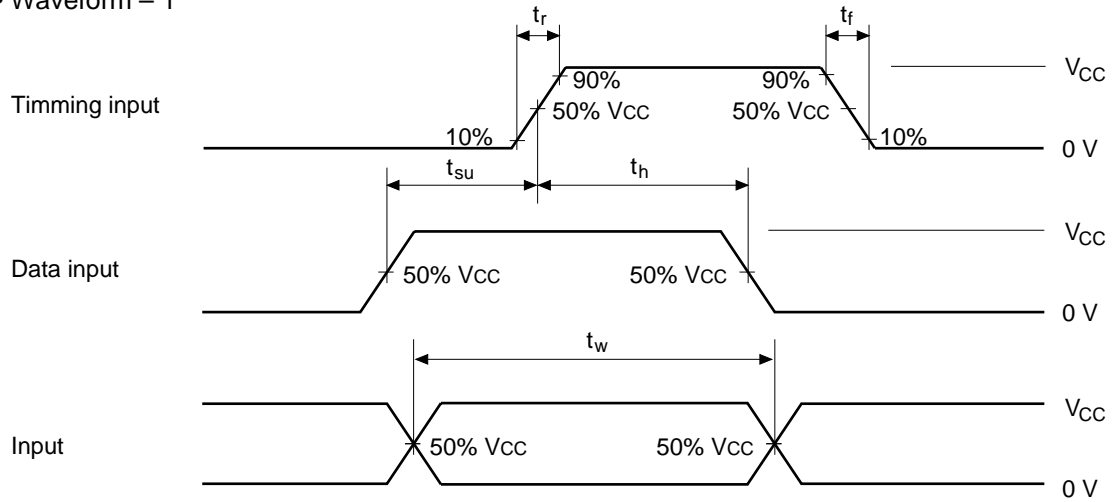 Waveform – 1
tr
tf
VCC
90%
90%
Timming input
50% VCC
50% VCC
10%
10%
0 V
tsu
th
VCC
Data input
50% VCC
50% VCC
0 V
tw
VCC
Input
50% VCC
50% VCC
0 V